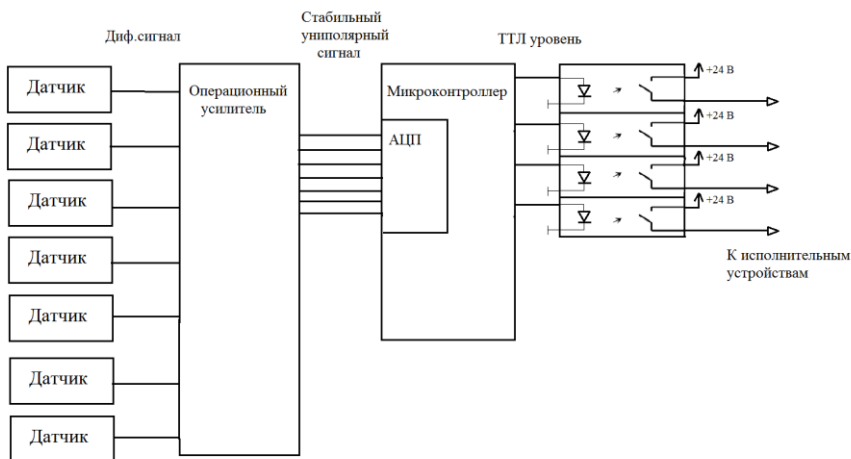 Диф.сигнал
Стабильный
униполярный
сигнал
ТТЛ уровень
Датчик
Датчик
Датчик
Датчик
Датчик
Датчик
Датчик
Операционный
усилитель
Микроконтроллер
АЦП
+24 В
+24 В
+24 В
+24 В
К исполнительным
устройствам